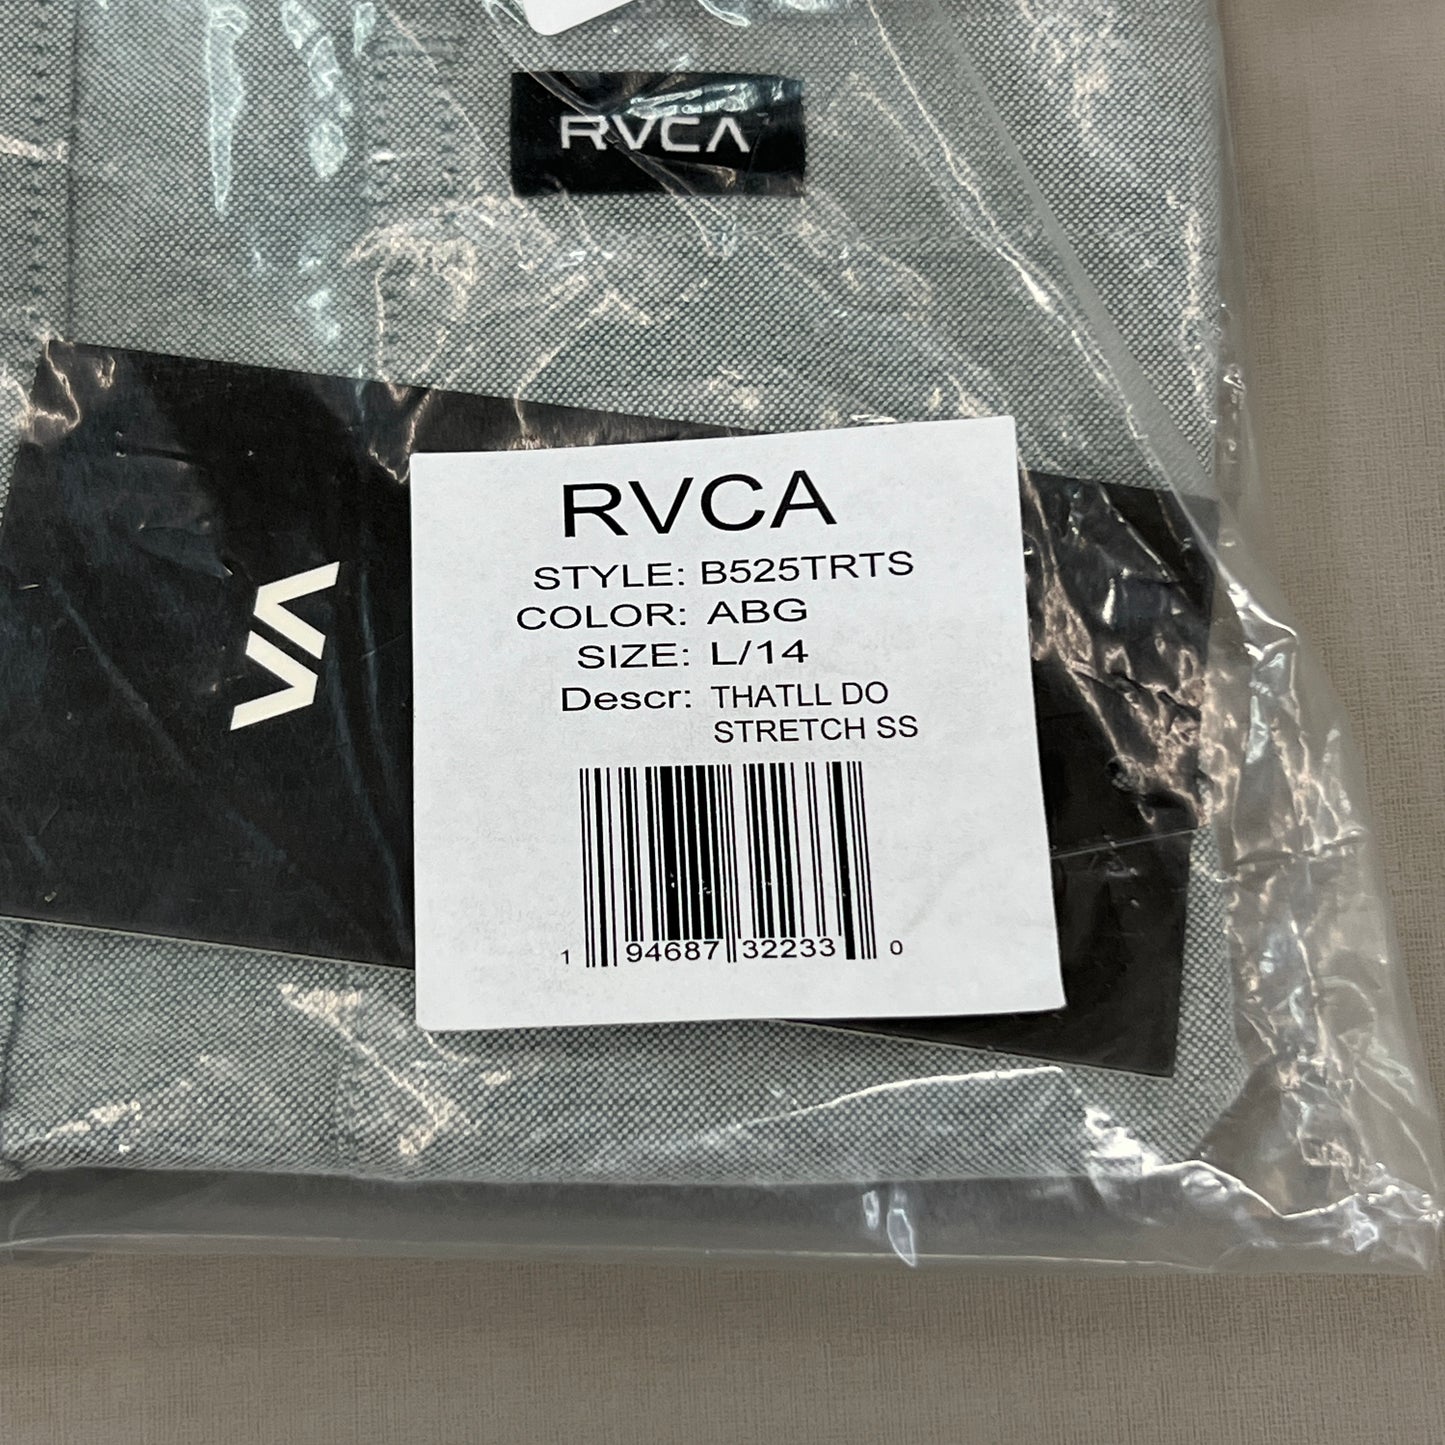 RVCA
RVCA
STYLE: B525TRTS
COLOR: ABG
SIZE: L/14
Descr: THATLL DO
STRETCH SS
1 94687 32233 0